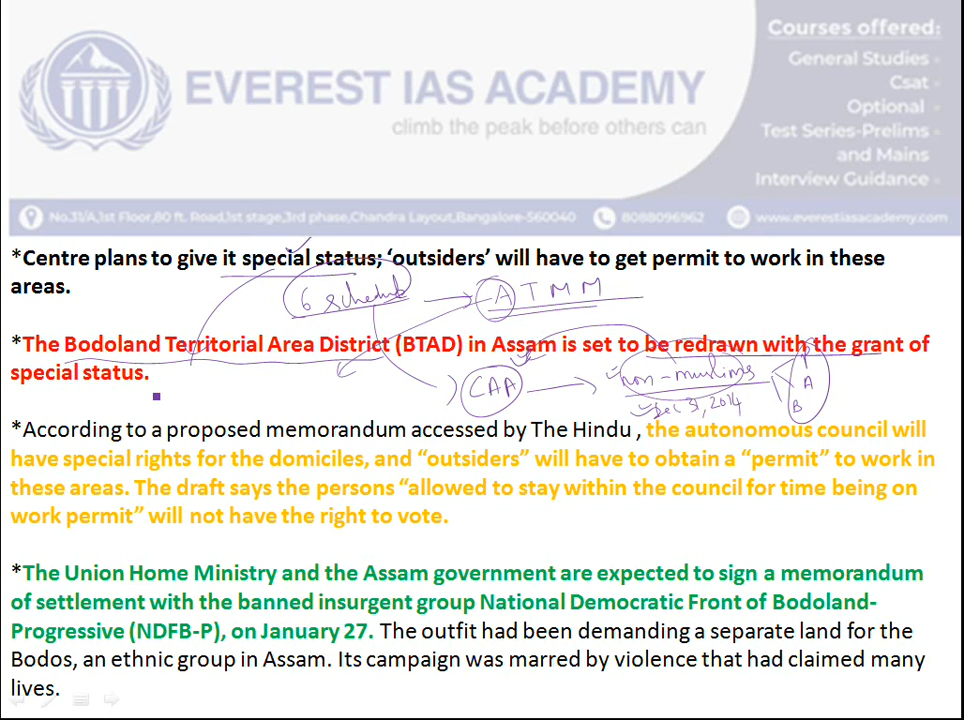 Courses offered:
General Studies
Csat
Optional
Test Series-Prelims
and Mains
Interview Guidance
EVEREST IAS ACADEMY
climb the peak before others can
No.31/A,1st Floor,80 ft. Road,1st stage,3rd phase,Chandra Layout,Bangalore-560040 8088096962 www.everestiasacademy.com
*Centre plans to give it special status; ‘outsiders’ will have to get permit to work in these
areas.
6 schedule A T M M
*The Bodoland Territorial Area District (BTAD) in Assam is set to be redrawn with the grant of
special status.
CAA non-muslims P A B
Dec 31, 2014
*According to a proposed memorandum accessed by The Hindu , the autonomous council will
have special rights for the domiciles, and “outsiders” will have to obtain a “permit” to work in
these areas. The draft says the persons “allowed to stay within the council for time being on
work permit” will not have the right to vote.
*The Union Home Ministry and the Assam government are expected to sign a memorandum
of settlement with the banned insurgent group National Democratic Front of Bodoland-
Progressive (NDFB-P), on January 27. The outfit had been demanding a separate land for the
Bodos, an ethnic group in Assam. Its campaign was marred by violence that had claimed many
lives.